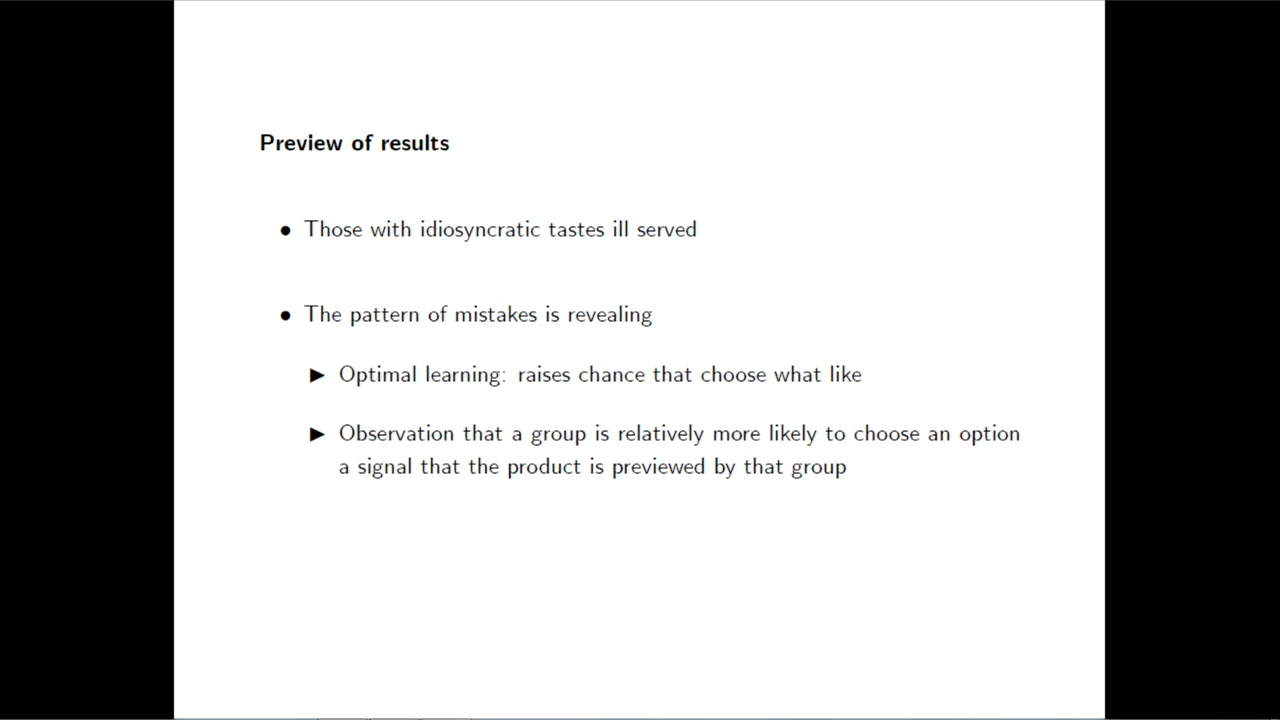 Preview of results
• Those with idiosyncratic tastes ill served
• The pattern of mistakes is revealing
▶ Optimal learning: raises chance that choose what like
▶ Observation that a group is relatively more likely to choose an option
a signal that the product is previewed by that group